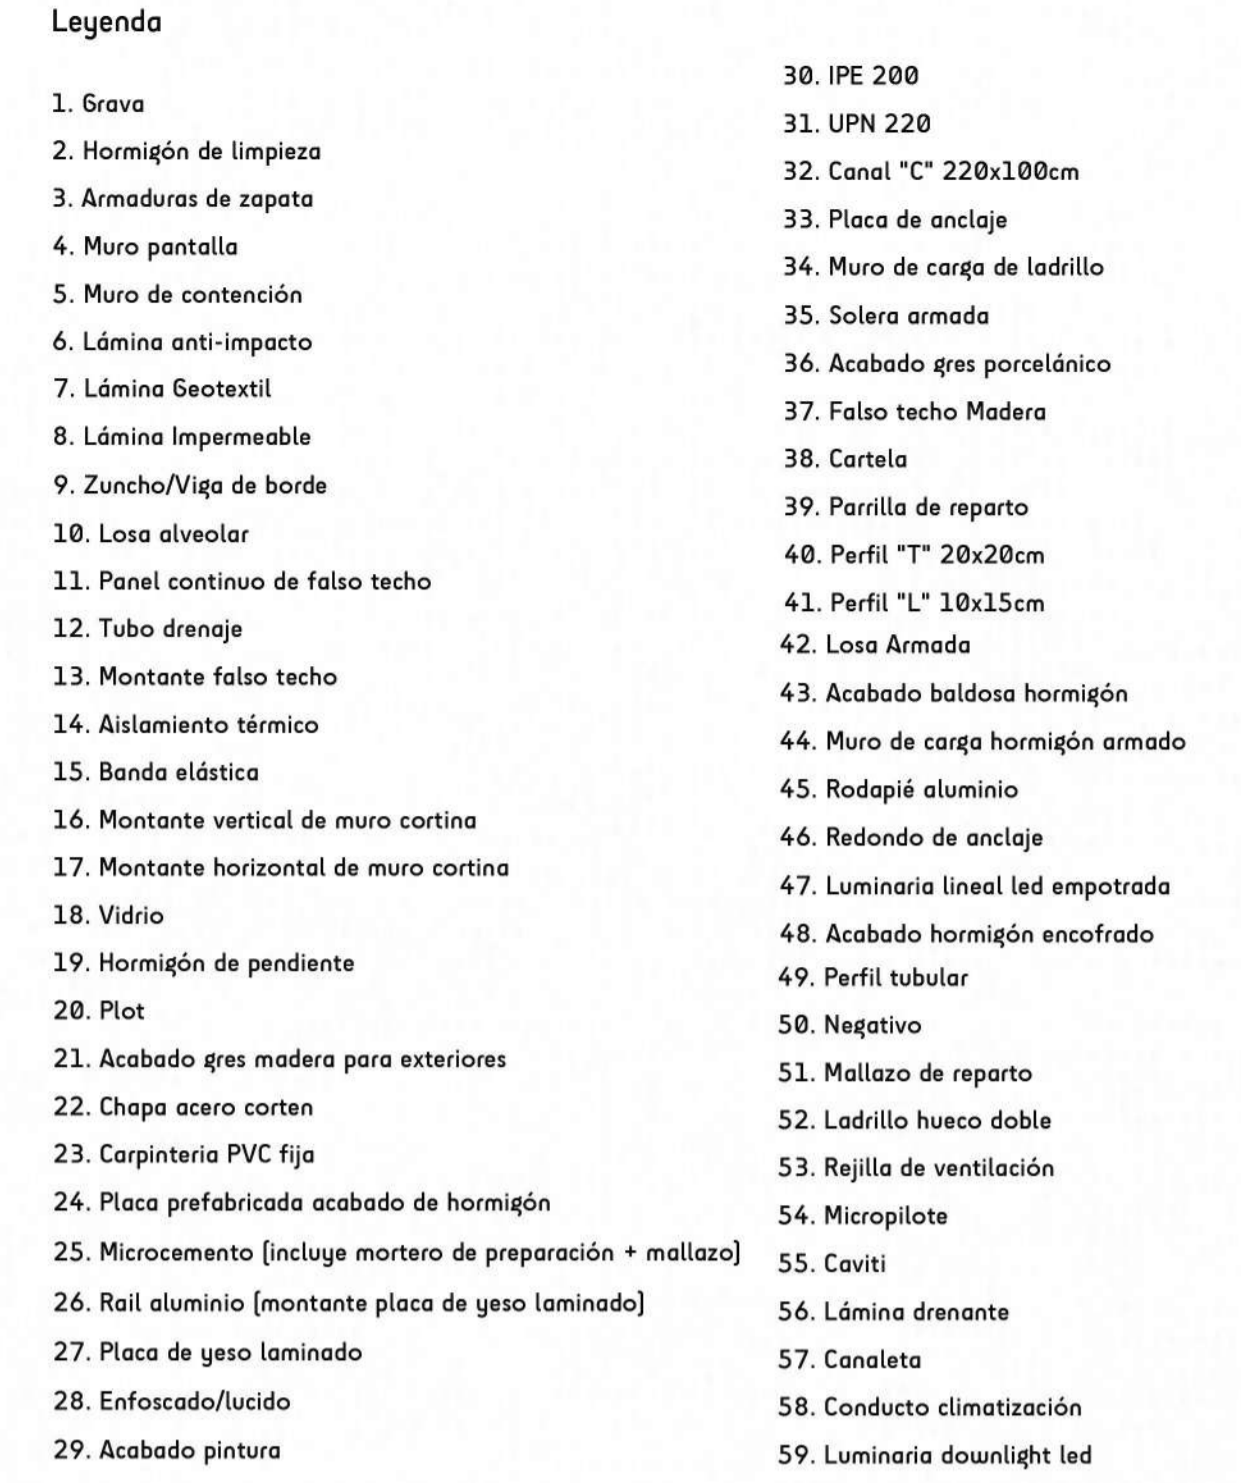 Leyenda
1. Grava
2. Hormigón de limpieza
3. Armaduras de zapata
4. Muro pantalla
5. Muro de contención
6. Lámina anti-impacto
7. Lámina Geotextil
8. Lámina Impermeable
9. Zuncho/Viga de borde
10. Losa alveolar
11. Panel continuo de falso techo
12. Tubo drenaje
13. Montante falso techo
14. Aislamiento térmico
15. Banda elástica
16. Montante vertical de muro cortina
17. Montante horizontal de muro cortina
18. Vidrio
19. Hormigón de pendiente
20. Plot
21. Acabado gres madera para exteriores
22. Chapa acero corten
23. Carpinteria PVC fija
24. Placa prefabricada acabado de hormigón
25. Microcemento (incluye mortero de preparación + mallazo)
26. Rail aluminio (montante placa de yeso laminado)
27. Placa de yeso laminado
28. Enfoscado/lucido
29. Acabado pintura
30. IPE 200
31. UPN 220
32. Canal "C" 220x100cm
33. Placa de anclaje
34. Muro de carga de ladrillo
35. Solera armada
36. Acabado gres porcelánico
37. Falso techo Madera
38. Cartela
39. Parrilla de reparto
40. Perfil "T" 20x20cm
41. Perfil "L" 10x15cm
42. Losa Armada
43. Acabado baldosa hormigón
44. Muro de carga hormigón armado
45. Rodapié aluminio
46. Redondo de anclaje
47. Luminaria lineal led empotrada
48. Acabado hormigón encofrado
49. Perfil tubular
50. Negativo
51. Mallazo de reparto
52. Ladrillo hueco doble
53. Rejilla de ventilación
54. Micropilote
55. Caviti
56. Lámina drenante
57. Canaleta
58. Conducto climatización
59. Luminaria downlight led